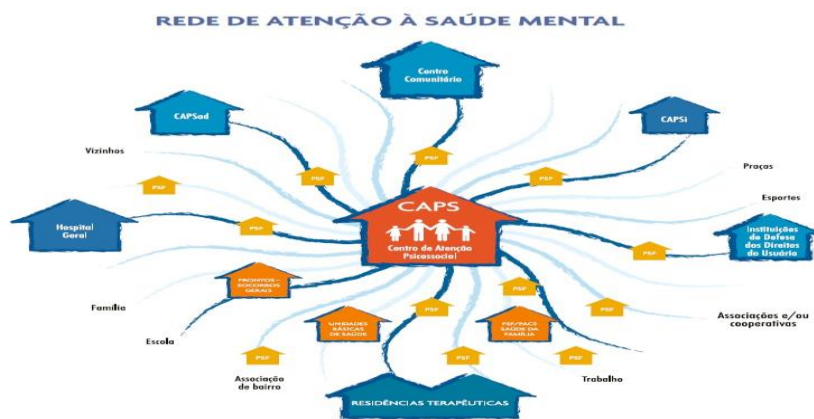 REDE DE ATENÇÃO À SAÚDE MENTAL
Centro
Comunitário
CAPSad
CAPSi
Vizinhos
PSF
PSF
PSF
PSF
Praças
Esportes
CAPS
Centro de Atenção
Psicossocial
Hospital
Geral
PSF
PSF
Instituições
de Defesa
dos Direitos
do Usuário
PRONTOS-
SOCORROS
GERAIS
Família
PSF
PSF
PSF
Associações e/ou
cooperativas
UNIDADES
BÁSICAS
DE SAÚDE
PSF/PACS
SAÚDE DA
FAMÍLIA
Escola
PSF
PSF
PSF
Associação
de bairro
Trabalho
RESIDÊNCIAS TERAPÊUTICAS